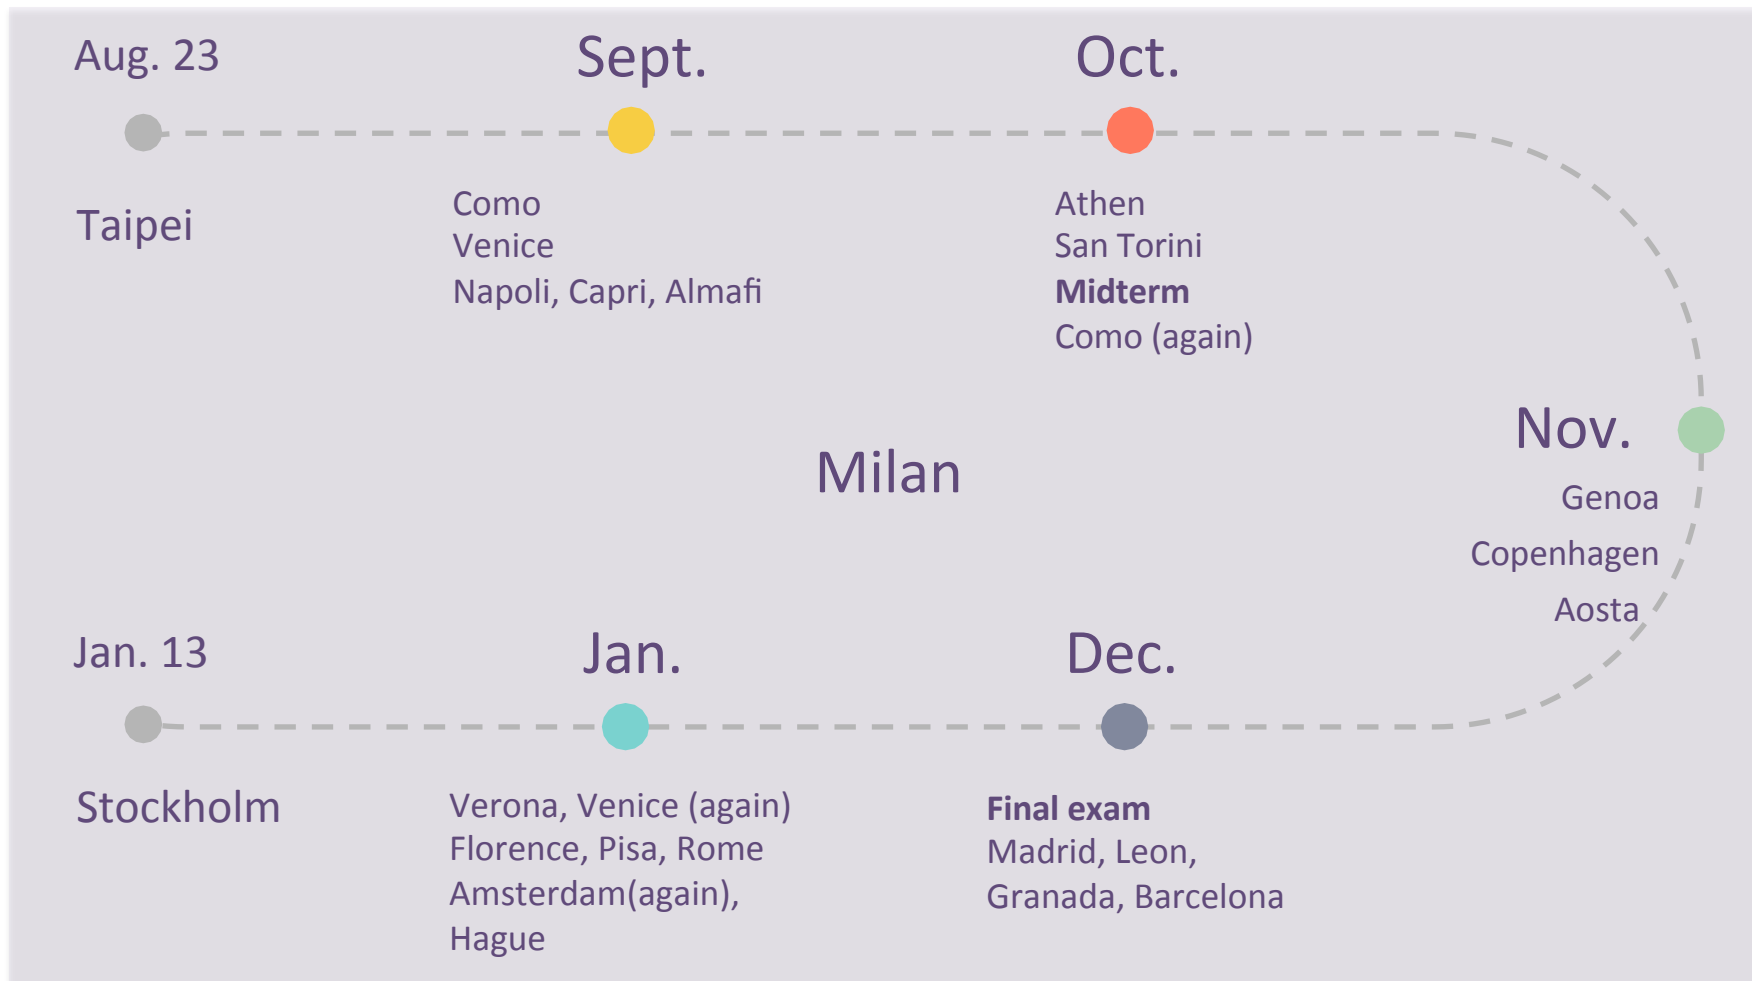 Aug. 23
Sept.
Oct.
Taipei
Como
Venice
Napoli, Capri, Almafi
Athen
San Torini
Midterm
Como (again)
Milan
Nov.
Genoa
Copenhagen
Aosta
Jan. 13
Jan.
Dec.
Stockholm
Verona, Venice (again)
Florence, Pisa, Rome
Amsterdam(again),
Hague
Final exam
Madrid, Leon,
Granada, Barcelona